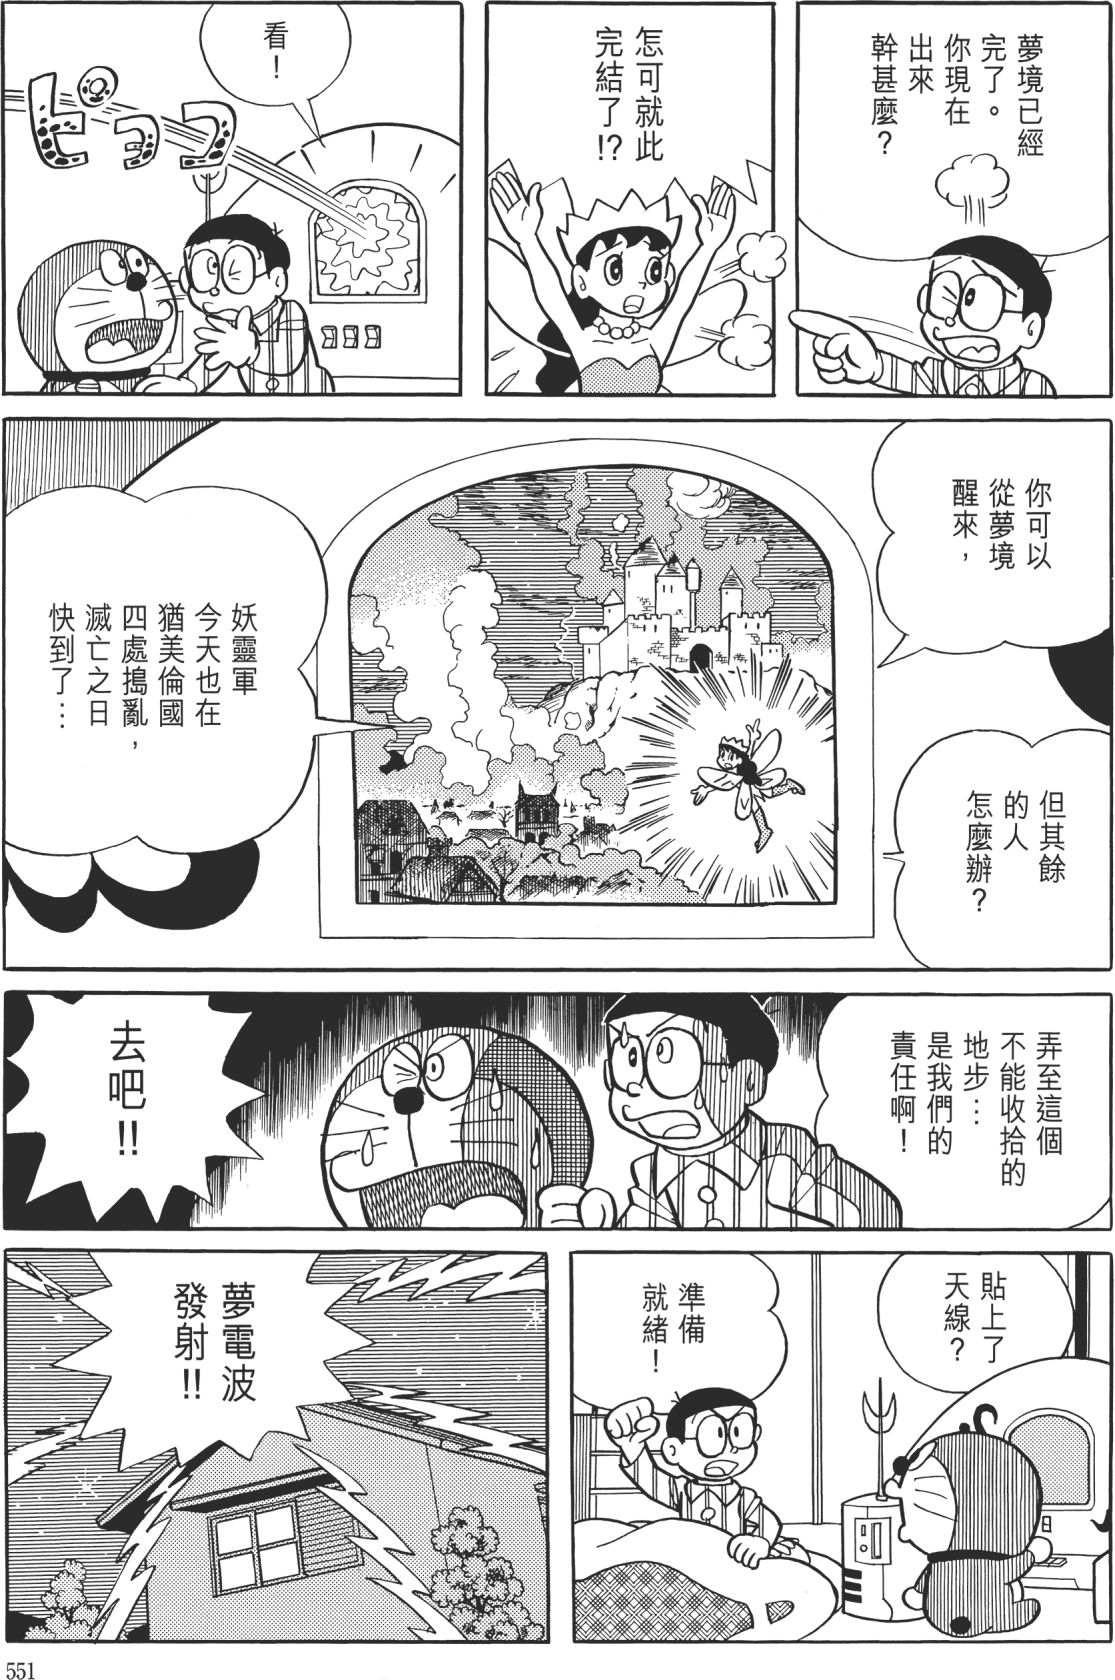 夢境已經
完了。
你現在
出來
幹甚麼?
怎可就此
完結了!?
看!
ピョコ
你可以
從夢境
醒來,
但其餘
的人
怎麼辦?
妖靈軍
今天也在
猶美倫國
四處搗亂,
滅亡之日
快到了…
弄至這個
不能收拾的
地步…
是我們的
責任啊!
去吧!!
貼上了
天線?
準備
就緒!
夢電波
發射!!
551